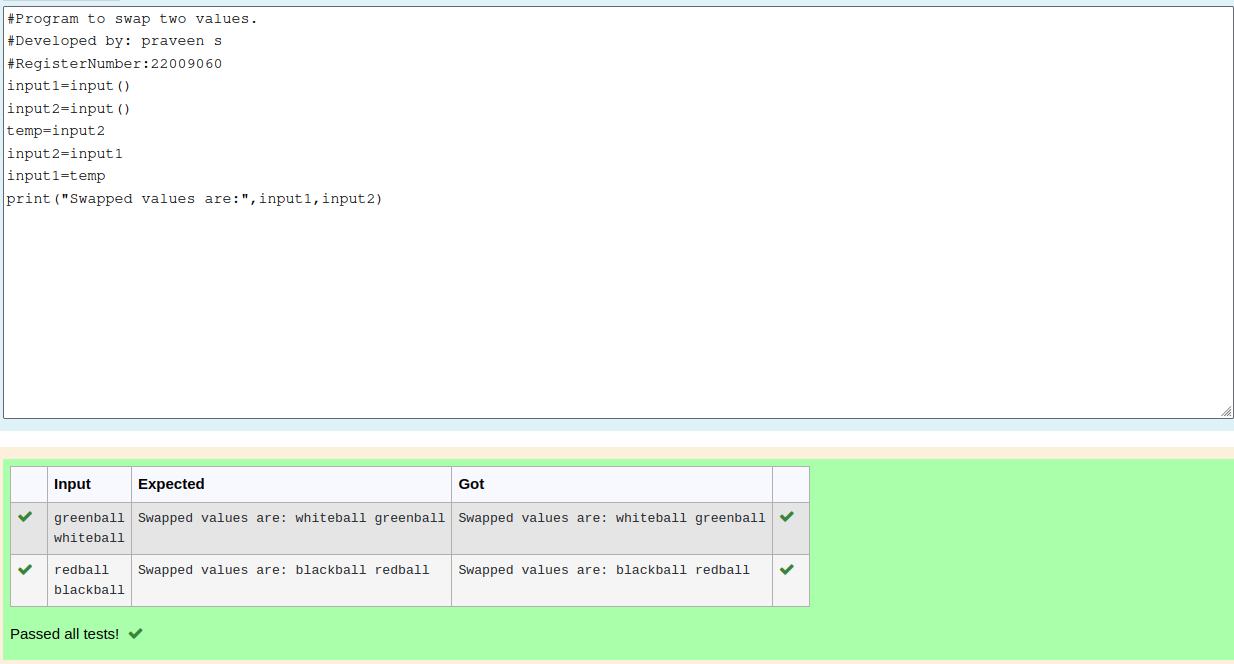 #Program to swap two values.
#Developed by: praveen s
#RegisterNumber:22009060
input1=input()
input2=input()
temp=input2
input2=input1
input1=temp
print("Swapped values are:",input1,input2)
Input Expected Got
greenball Swapped values are: whiteball greenball Swapped values are: whiteball greenball
whiteball
redball Swapped values are: blackball redball Swapped values are: blackball redball
blackball
Passed all tests!